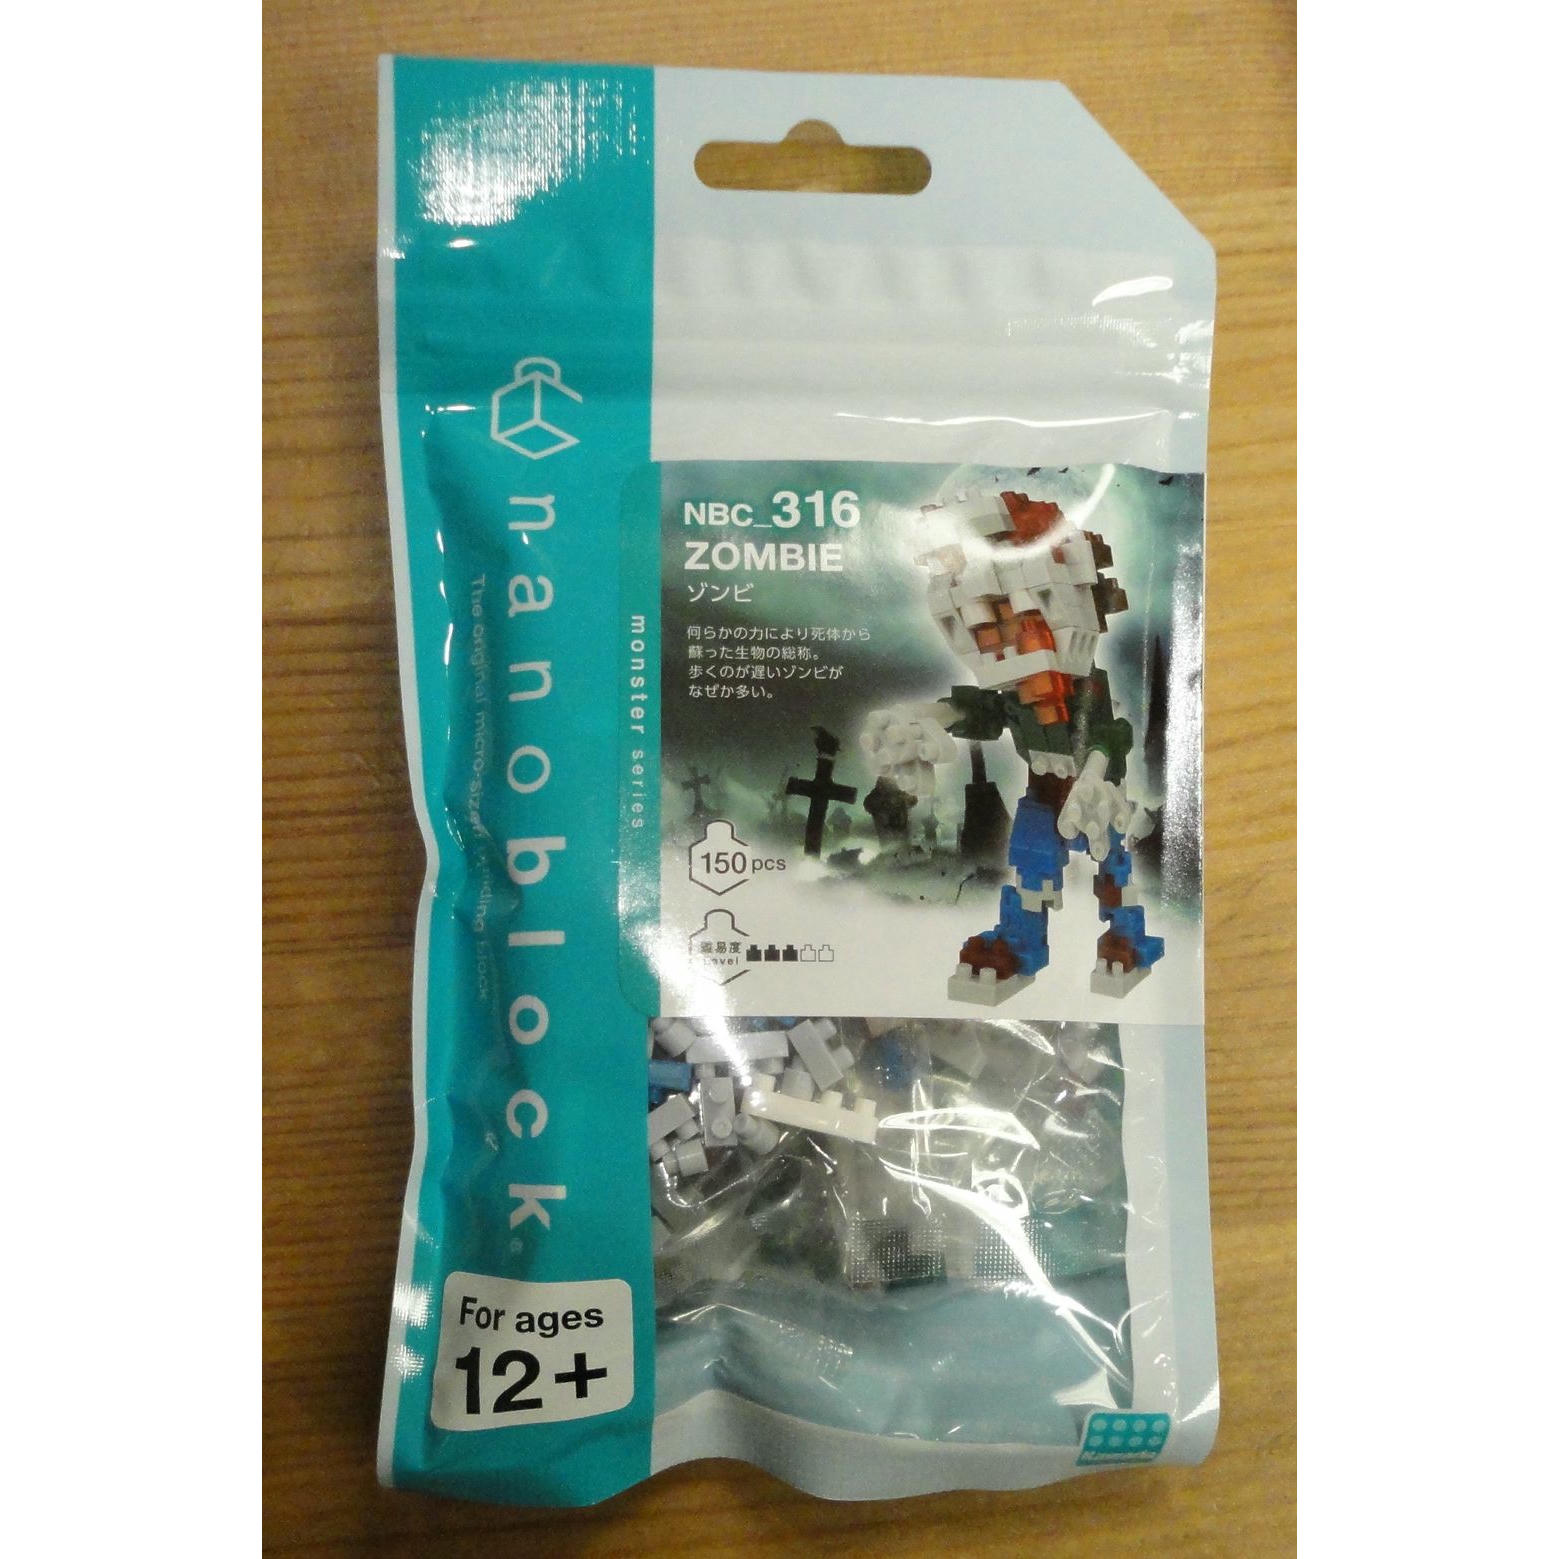 nanoblock
The original micro-sized building block
monster series
NBC_316
ZOMBIE
ゾンビ
何らかの力により死体から
蘇った生物の総称。
歩くのが遅いゾンビが
なぜか多い。
150 pcs
難易度
Level
For ages
12+
Kawada